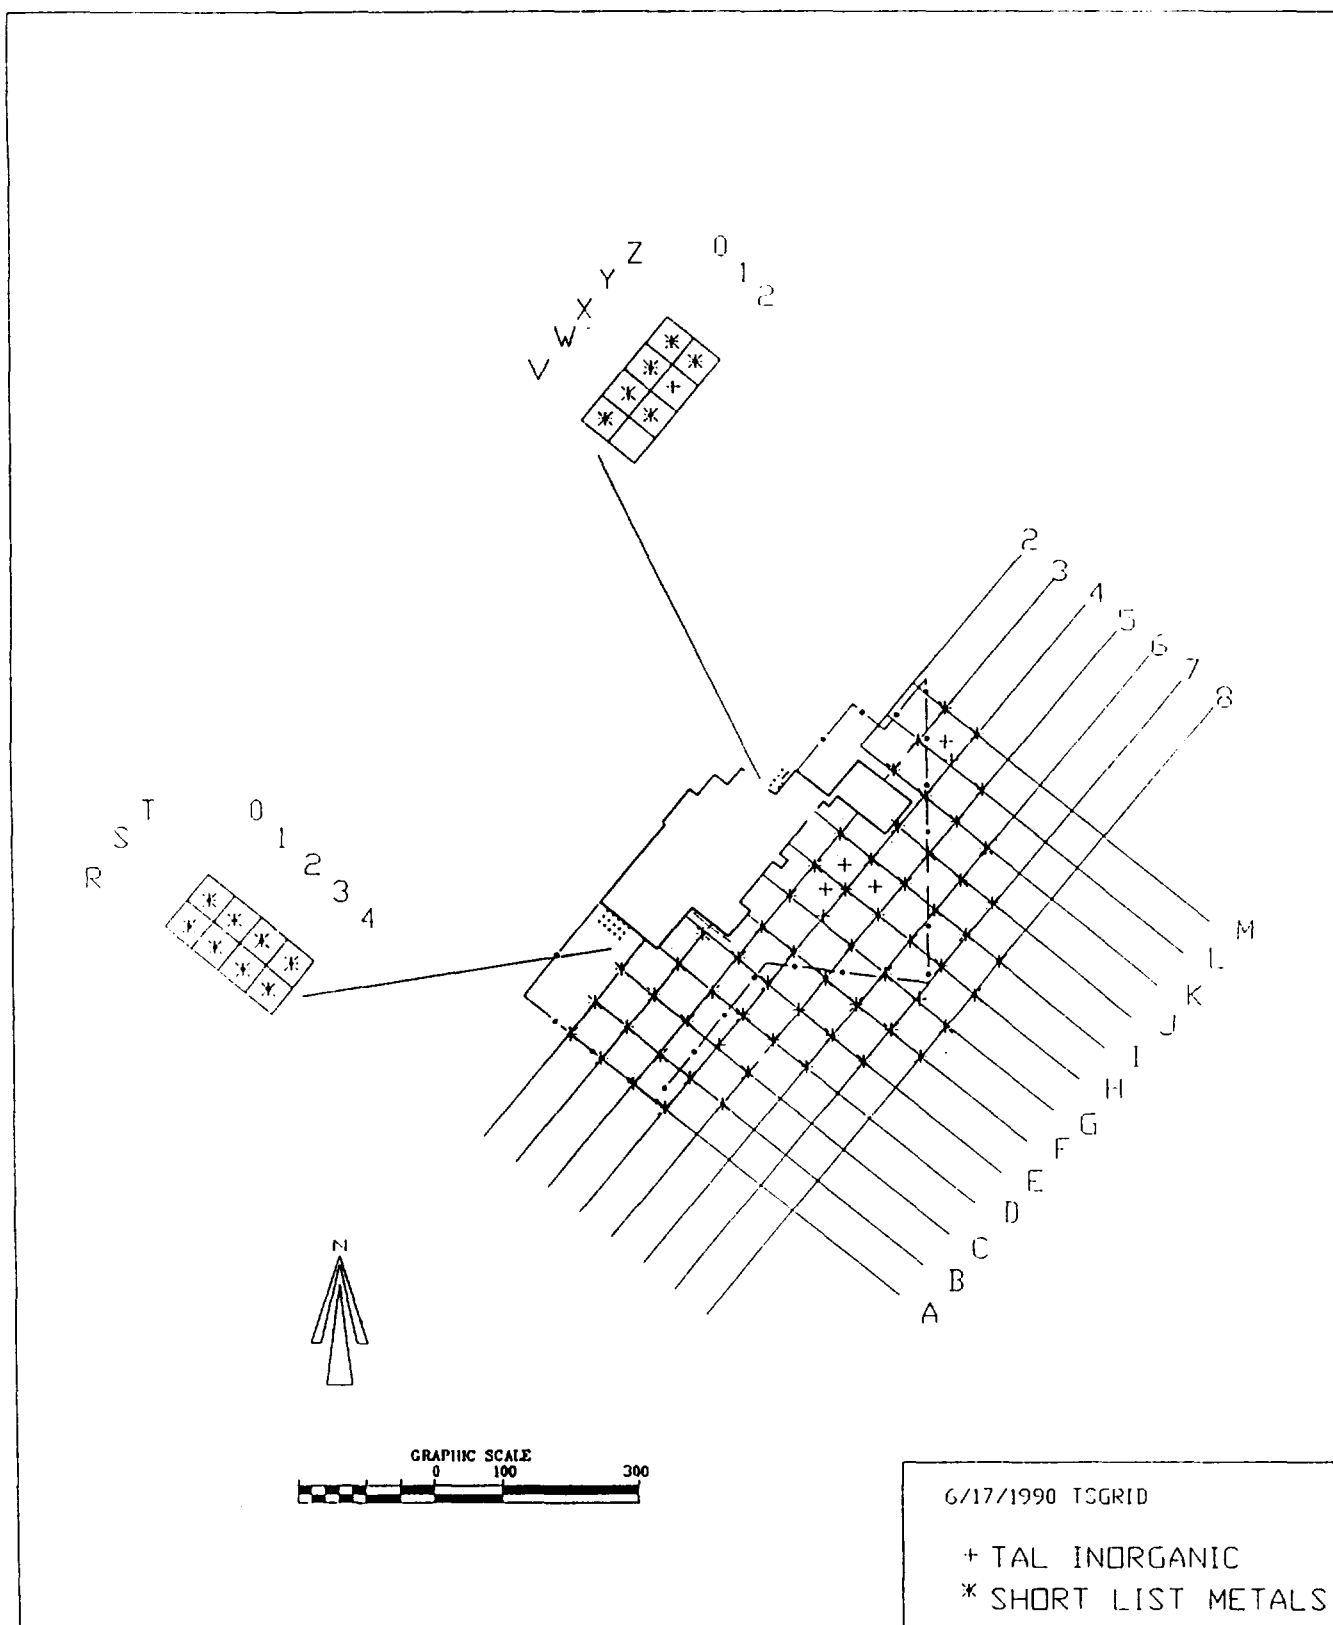 Z
Y
X
W
V
0
1
2
2
3
4
5
6
7
8
T
S
R
0
1
2
3
4
M
L
K
J
I
H
G
F
E
D
C
B
A
N
GRAPHIC SCALE
0 100 300
6/17/1990 TSGRID
+ TAL INORGANIC
* SHORT LIST METALS